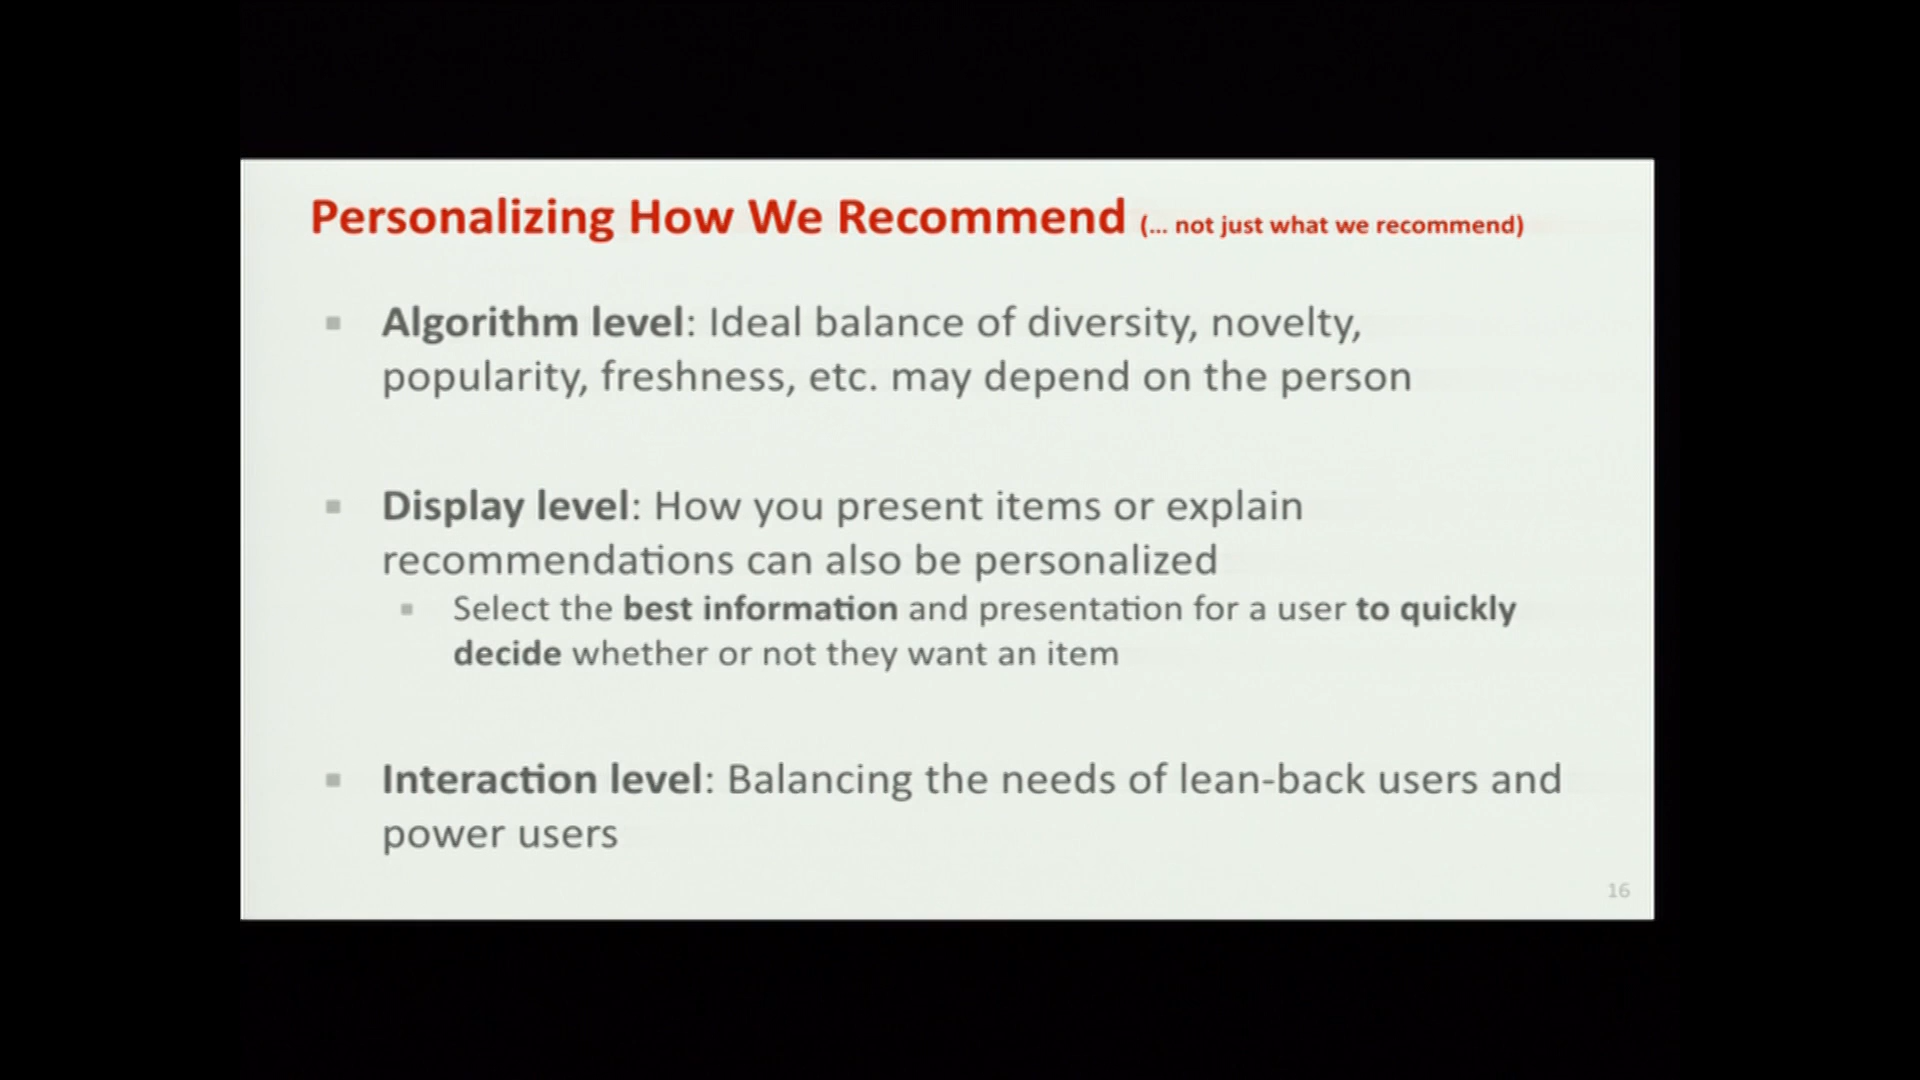 Personalizing How We Recommend (... not just what we recommend)
Algorithm level: Ideal balance of diversity, novelty,
popularity, freshness, etc. may depend on the person
Display level: How you present items or explain
recommendations can also be personalized
Select the best information and presentation for a user to quickly
decide whether or not they want an item
Interaction level: Balancing the needs of lean-back users and
power users
16